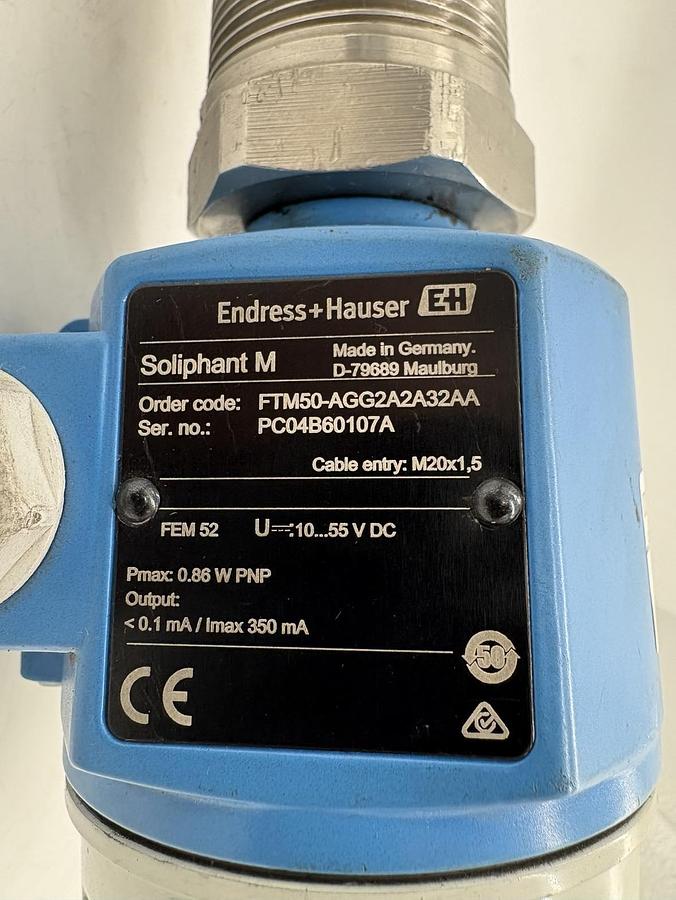 Endress+Hauser EH
Soliphant M
Made in Germany.
D-79689 Maulburg
Order code: FTM50-AGG2A2A32AA
Ser. no.: PC04B60107A
Cable entry: M20x1,5
FEM 52 U⎓:10...55 V DC
Pmax: 0.86 W PNP
Output:
< 0.1 mA / Imax 350 mA
50
CE